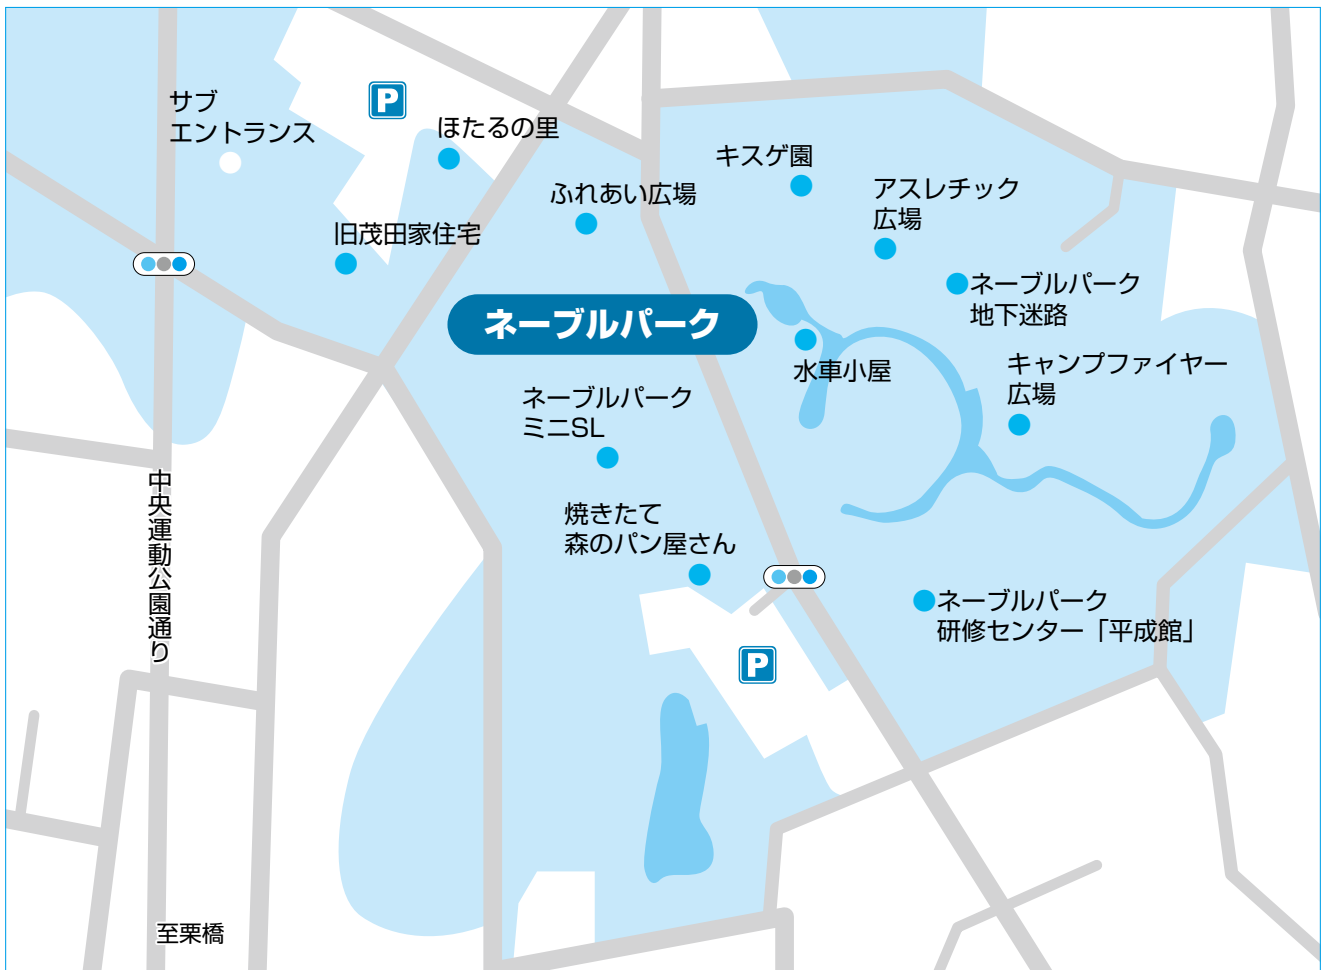 サブ
エントランス
P
ほたるの里
キスゲ園
ふれあい広場
アスレチック
広場
旧茂田家住宅
ネーブルパーク
地下迷路
ネーブルパーク
水車小屋
キャンプファイヤー
広場
ネーブルパーク
ミニSL
中央運動公園通り
焼きたて
森のパン屋さん
ネーブルパーク
研修センター「平成館」
P
至栗橋